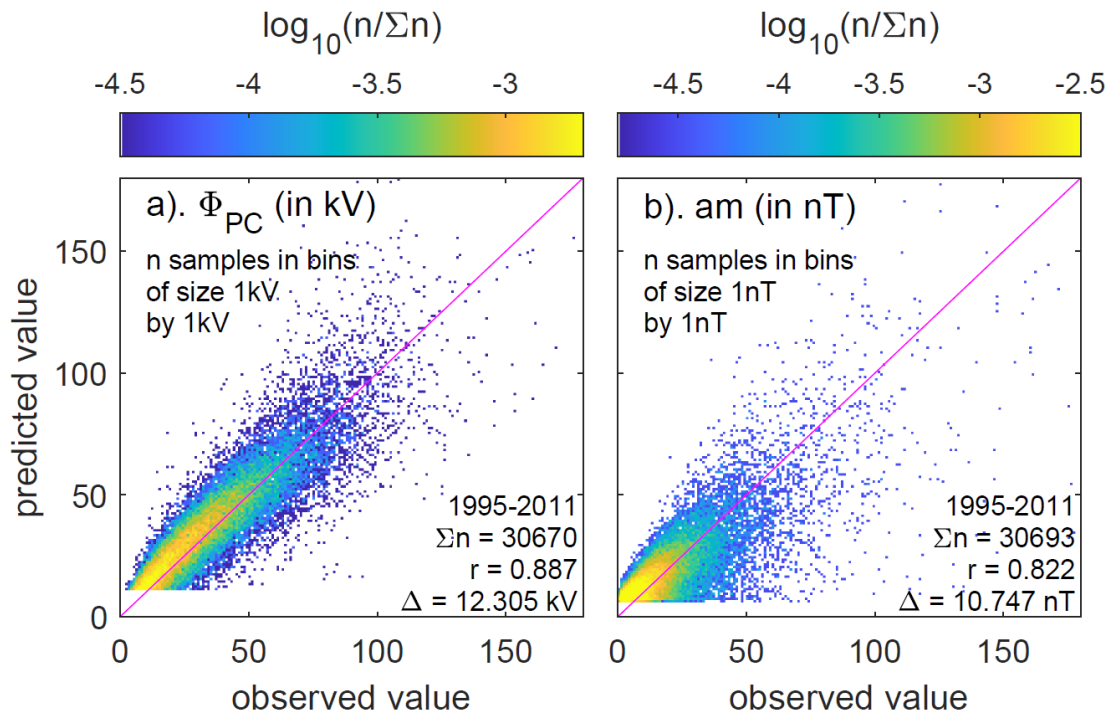 log10(n/Σn)
-4.5 -4 -3.5 -3
a). ΦPC (in kV)
n samples in bins
of size 1kV
by 1kV
1995-2011
Σn = 30670
r = 0.887
Δ = 12.305 kV
predicted value
150
100
50
0
0 50 100 150
observed value
log10(n/Σn)
-4.5 -4 -3.5 -3 -2.5
b). am (in nT)
n samples in bins
of size 1nT
by 1nT
1995-2011
Σn = 30693
r = 0.822
Δ = 10.747 nT
0 50 100 150
observed value